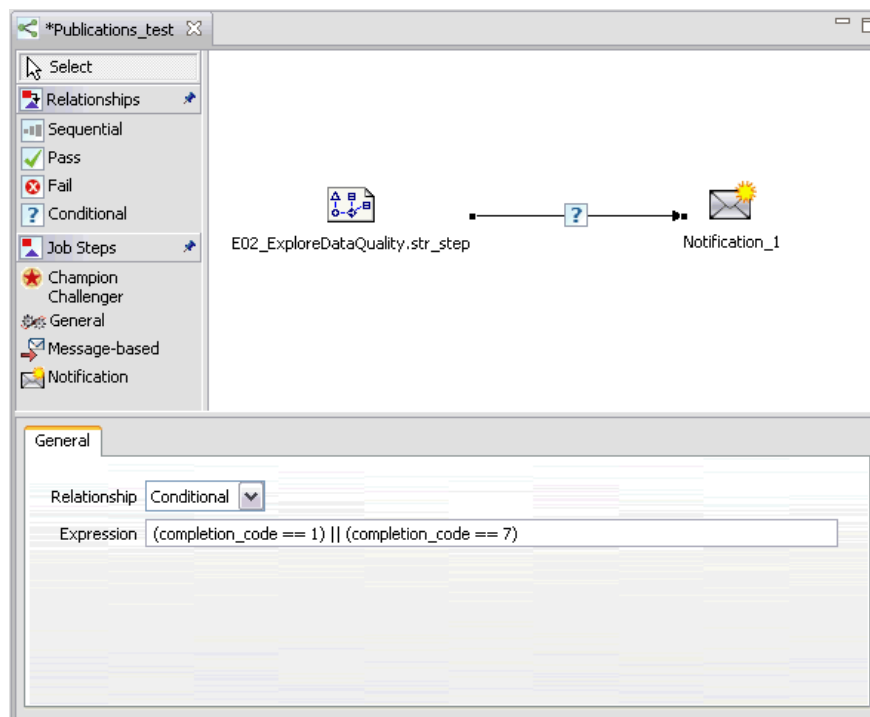 *Publications_test
Select
Relationships
Sequential
Pass
Fail
? Conditional
Job Steps
Champion
Challenger
General
Message-based
Notification
?
E02_ExploreDataQuality.str_step
Notification_1
General
Relationship Conditional
Expression (completion_code == 1) || (completion_code == 7)